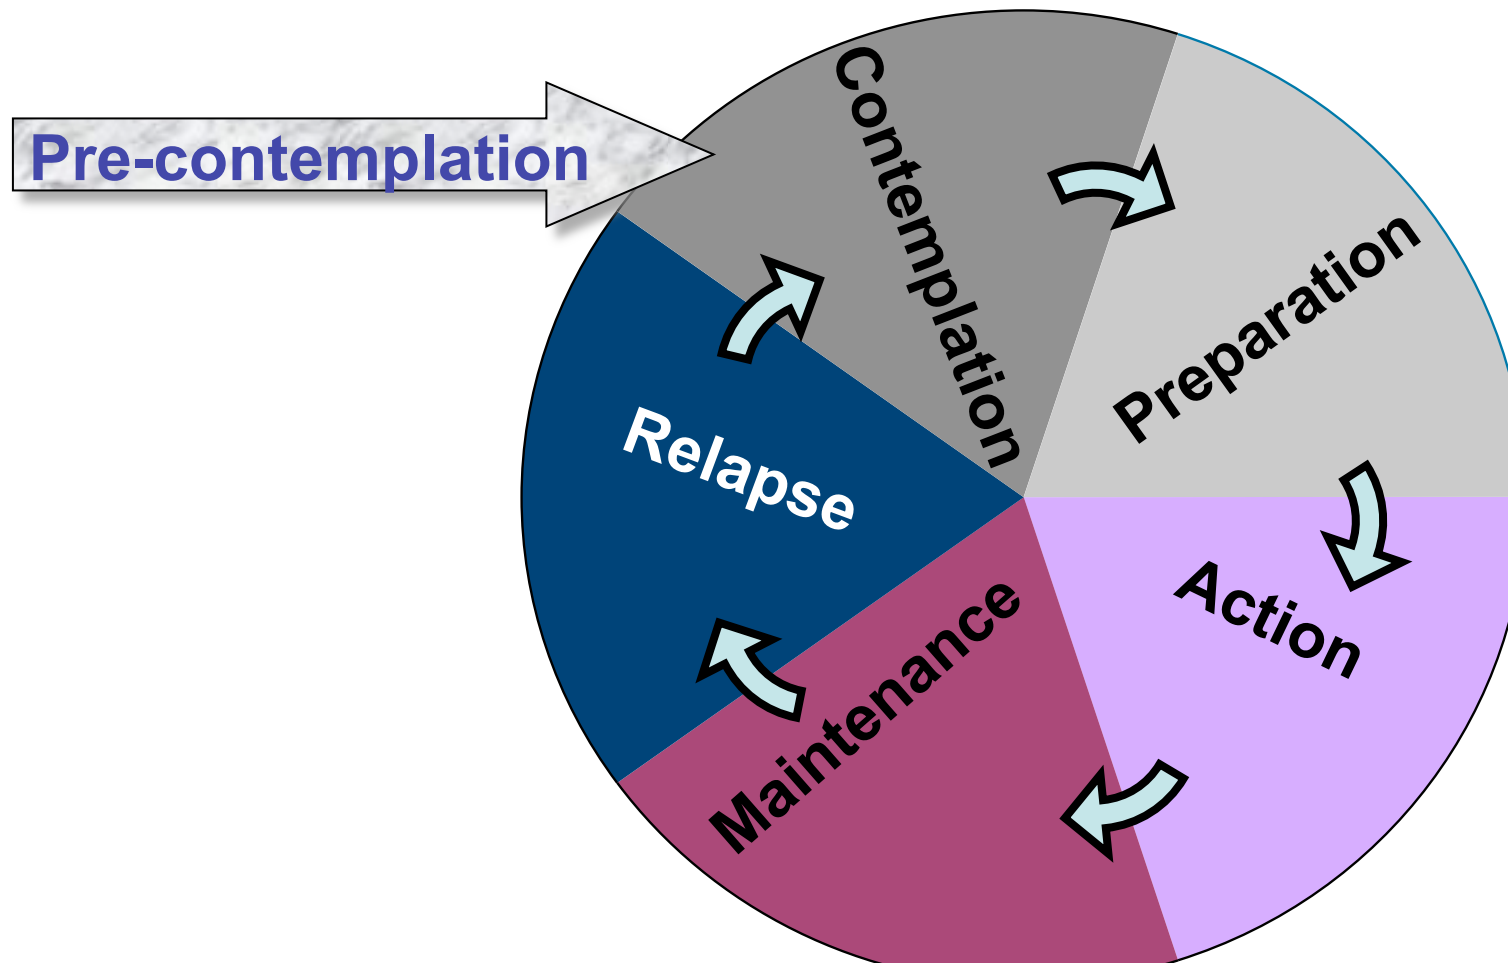 Pre-contemplation
Contemplation
Preparation
Action
Maintenance
Relapse